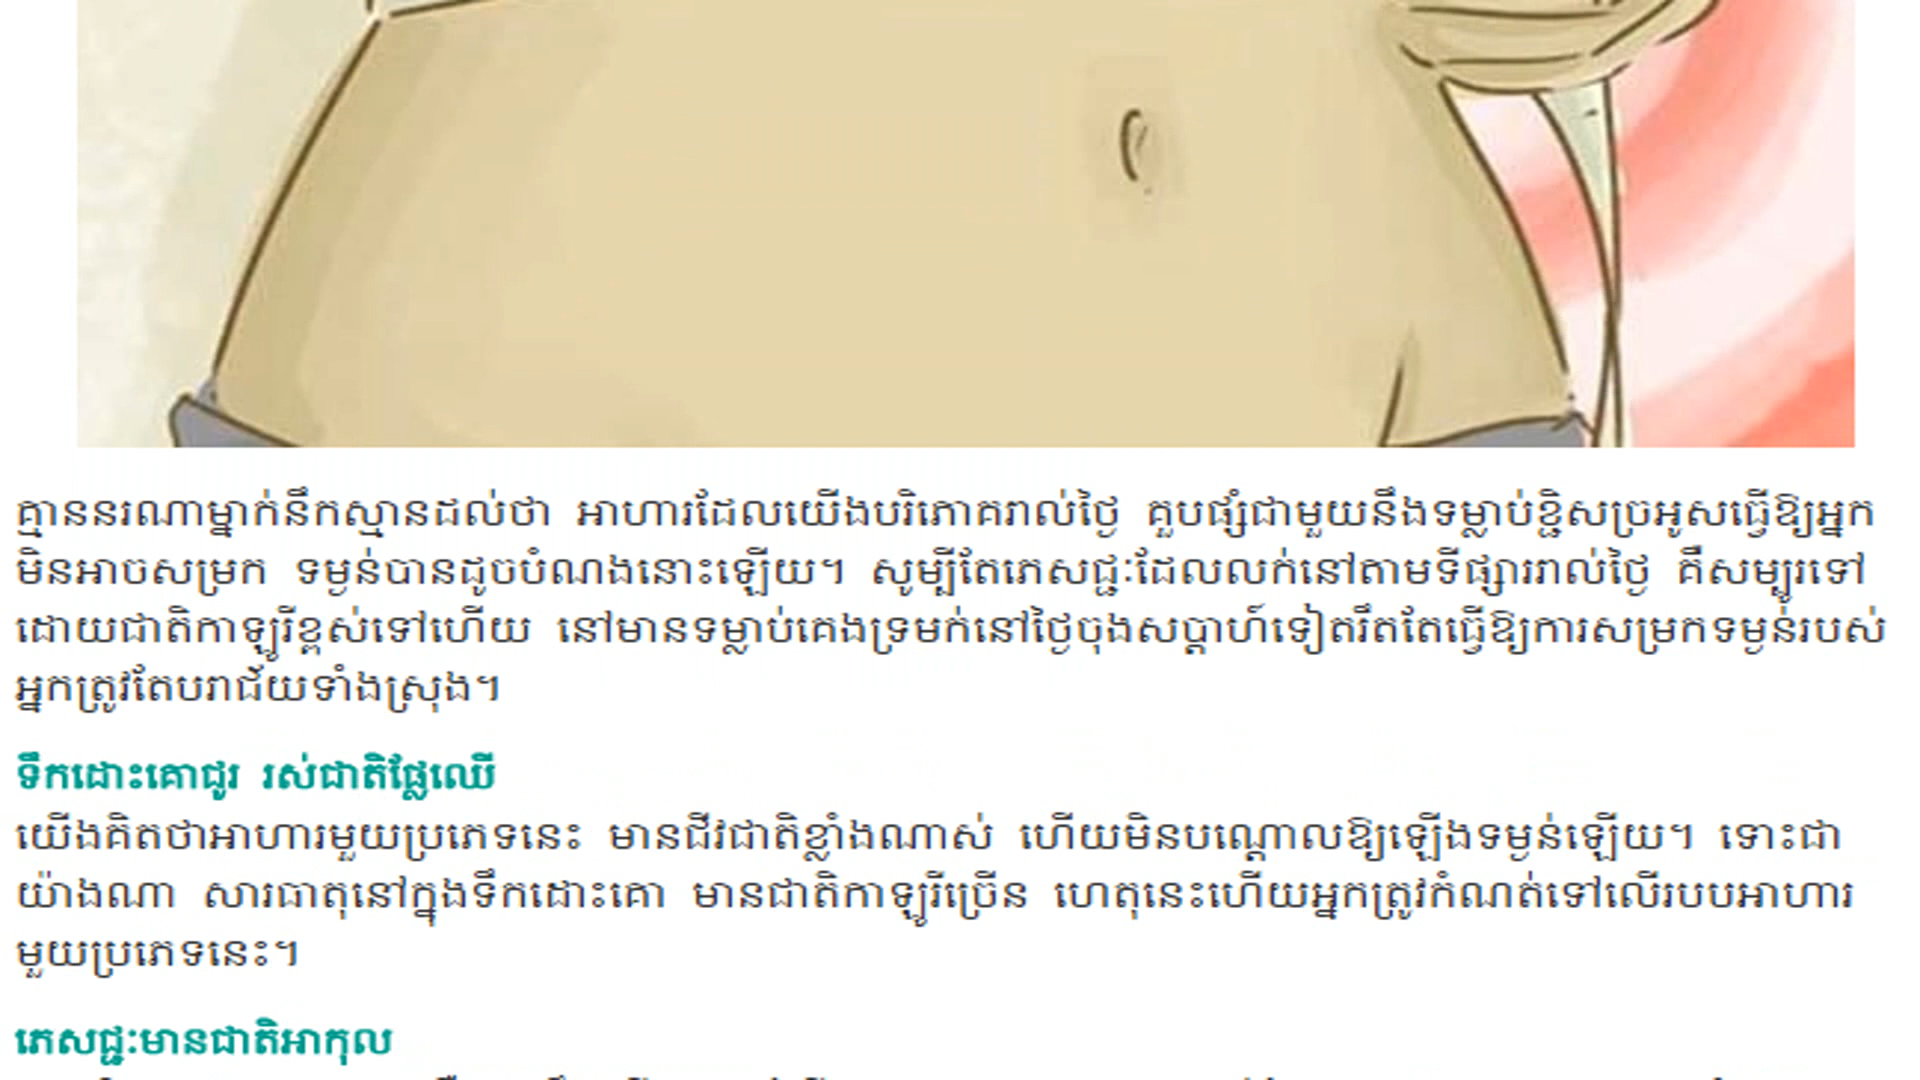 គ្មាននរណាម្នាក់នឹកស្មានដល់ថា អាហារដែលយើងបរិភោគរាល់ថ្ងៃ គួបផ្សំជាមួយនឹងទម្លាប់ខ្ជិសច្រអូសធ្វើឱ្យអ្នក
មិនអាចសម្រក ទម្ងន់បានដូចបំណងនោះឡើយ។ សូម្បីតែភេសជ្ជៈដែលលក់នៅតាមទីផ្សាររាល់ថ្ងៃ គឺសម្បូរទៅ
ដោយជាតិកាឡូរីខ្ពស់ទៅហើយ នៅមានទម្លាប់គេងទ្រមក់នៅថ្ងៃចុងសប្តាហ៍ទៀតរឹតតែធ្វើឱ្យការសម្រកទម្ងន់របស់
អ្នកត្រូវតែបរាជ័យទាំងស្រុង។
ទឹកដោះគោជូរ រស់ជាតិផ្លែឈើ
យើងគិតថាអាហារមួយប្រភេទនេះ មានជីវជាតិខ្លាំងណាស់ ហើយមិនបណ្តោលឱ្យឡើងទម្ងន់ឡើយ។ ទោះជា
យ៉ាងណា សារធាតុនៅក្នុងទឹកដោះគោ មានជាតិកាឡូរីច្រើន ហេតុនេះហើយអ្នកត្រូវកំណត់ទៅលើរបបអាហារ
មួយប្រភេទនេះ។
ភេសជ្ជៈមានជាតិអាកុល